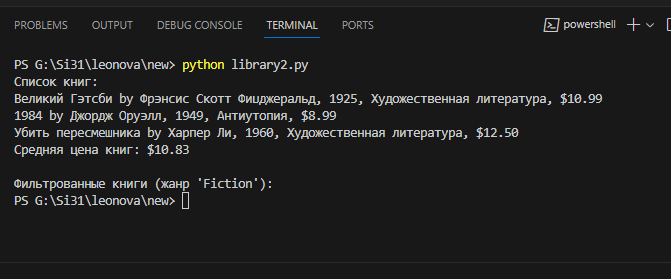 PROBLEMS OUTPUT DEBUG CONSOLE TERMINAL PORTS powershell
PS G:\Si31\leonova\new> python library2.py
Список книг:
Великий Гэтсби by Фрэнсис Скотт Фицджеральд, 1925, Художественная литература, $10.99
1984 by Джордж Оруэлл, 1949, Антиутопия, $8.99
Убить пересмешника by Харпер Ли, 1960, Художественная литература, $12.50
Средняя цена книг: $10.83
Фильтрованные книги (жанр 'Fiction'):
PS G:\Si31\leonova\new>